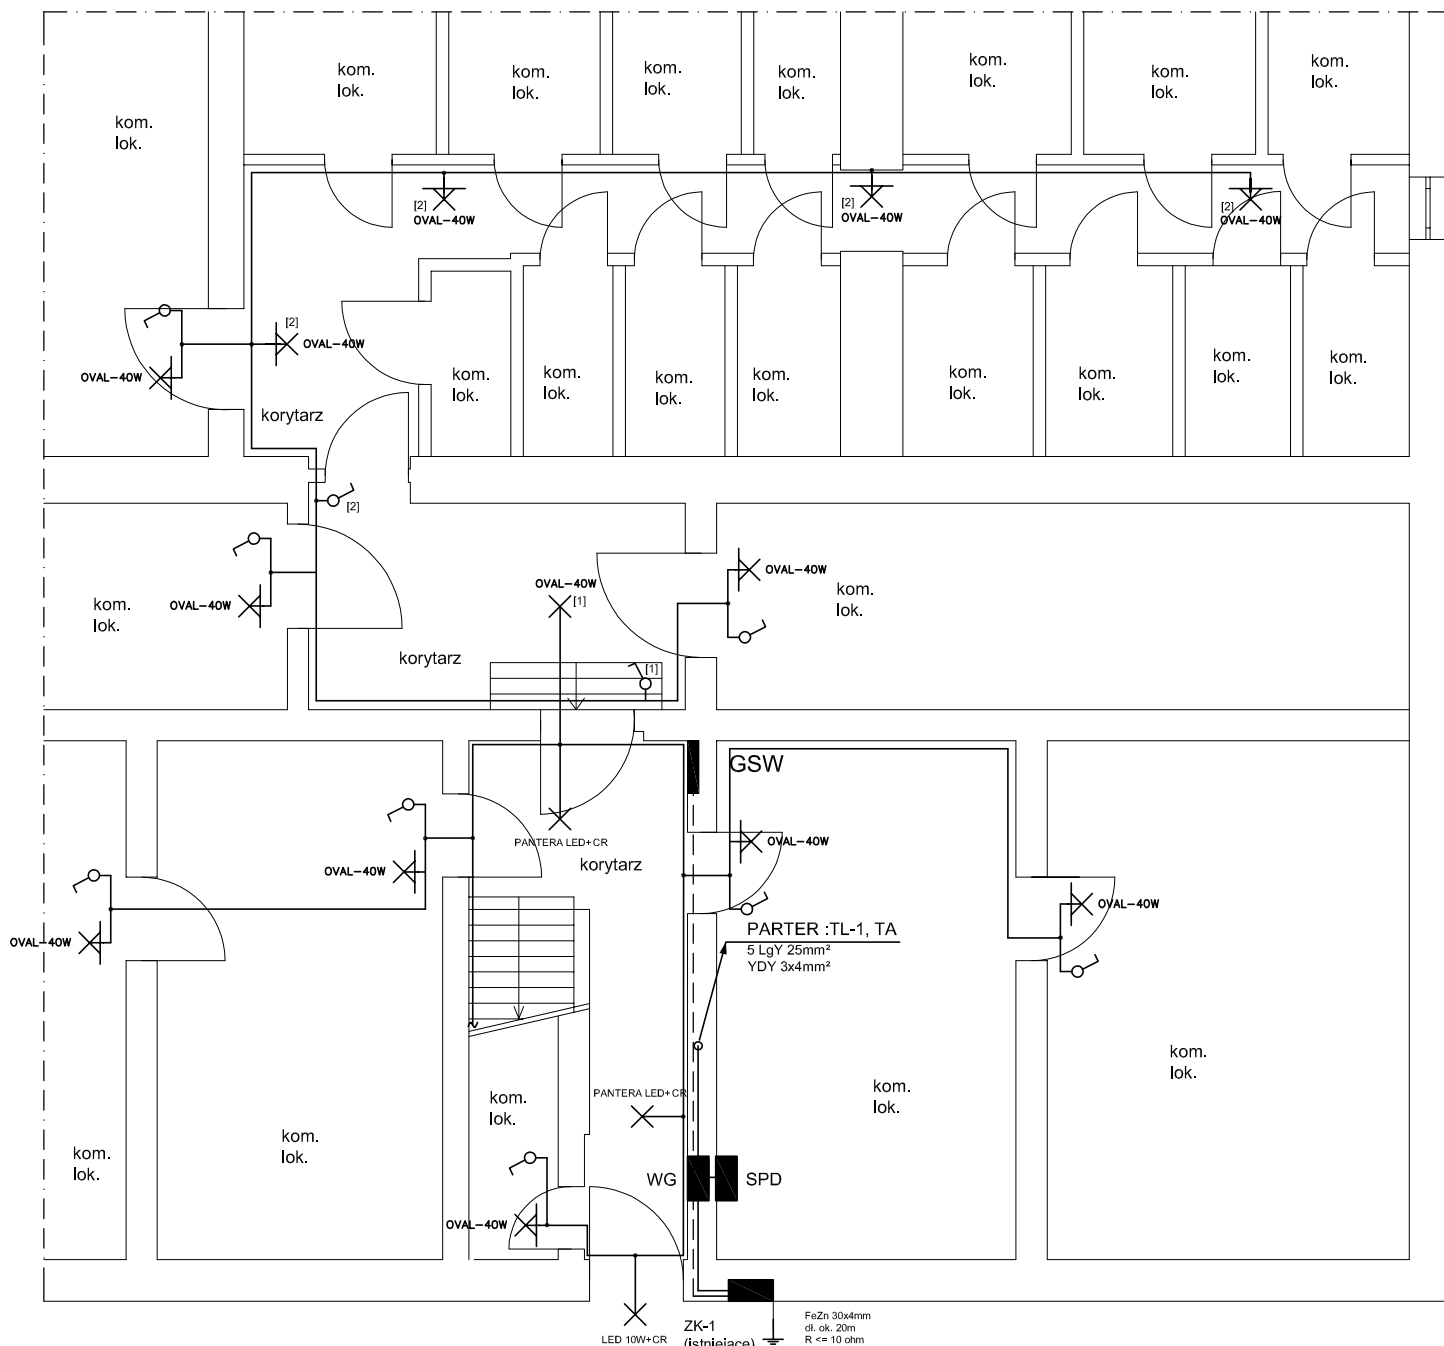 kom.
lok.
kom.
lok.
kom.
lok.
kom.
lok.
kom.
lok.
kom.
lok.
kom.
lok.
kom.
lok.
[2]
OVAL-40W
[2]
OVAL-40W
[2]
OVAL-40W
[2]
OVAL-40W
OVAL-40W
korytarz
kom.
lok.
kom.
lok.
kom.
lok.
kom.
lok.
kom.
lok.
kom.
lok.
kom.
lok.
kom.
lok.
[2]
OVAL-40W
kom.
lok.
OVAL-40W
[1]
OVAL-40W
kom.
lok.
korytarz
[1]
GSW
PANTERA LED+CR
korytarz
OVAL-40W
OVAL-40W
OVAL-40W
OVAL-40W
PARTER :TL-1, TA
5 LgY 25mm²
YDY 3x4mm²
kom.
lok.
kom.
lok.
kom.
lok.
PANTERA LED+CR
kom.
lok.
kom.
lok.
WG
SPD
OVAL-40W
LED 10W+CR
ZK-1
(istniejące)
FeZn 30x4mm
dł. ok. 20m
R <= 10 ohm